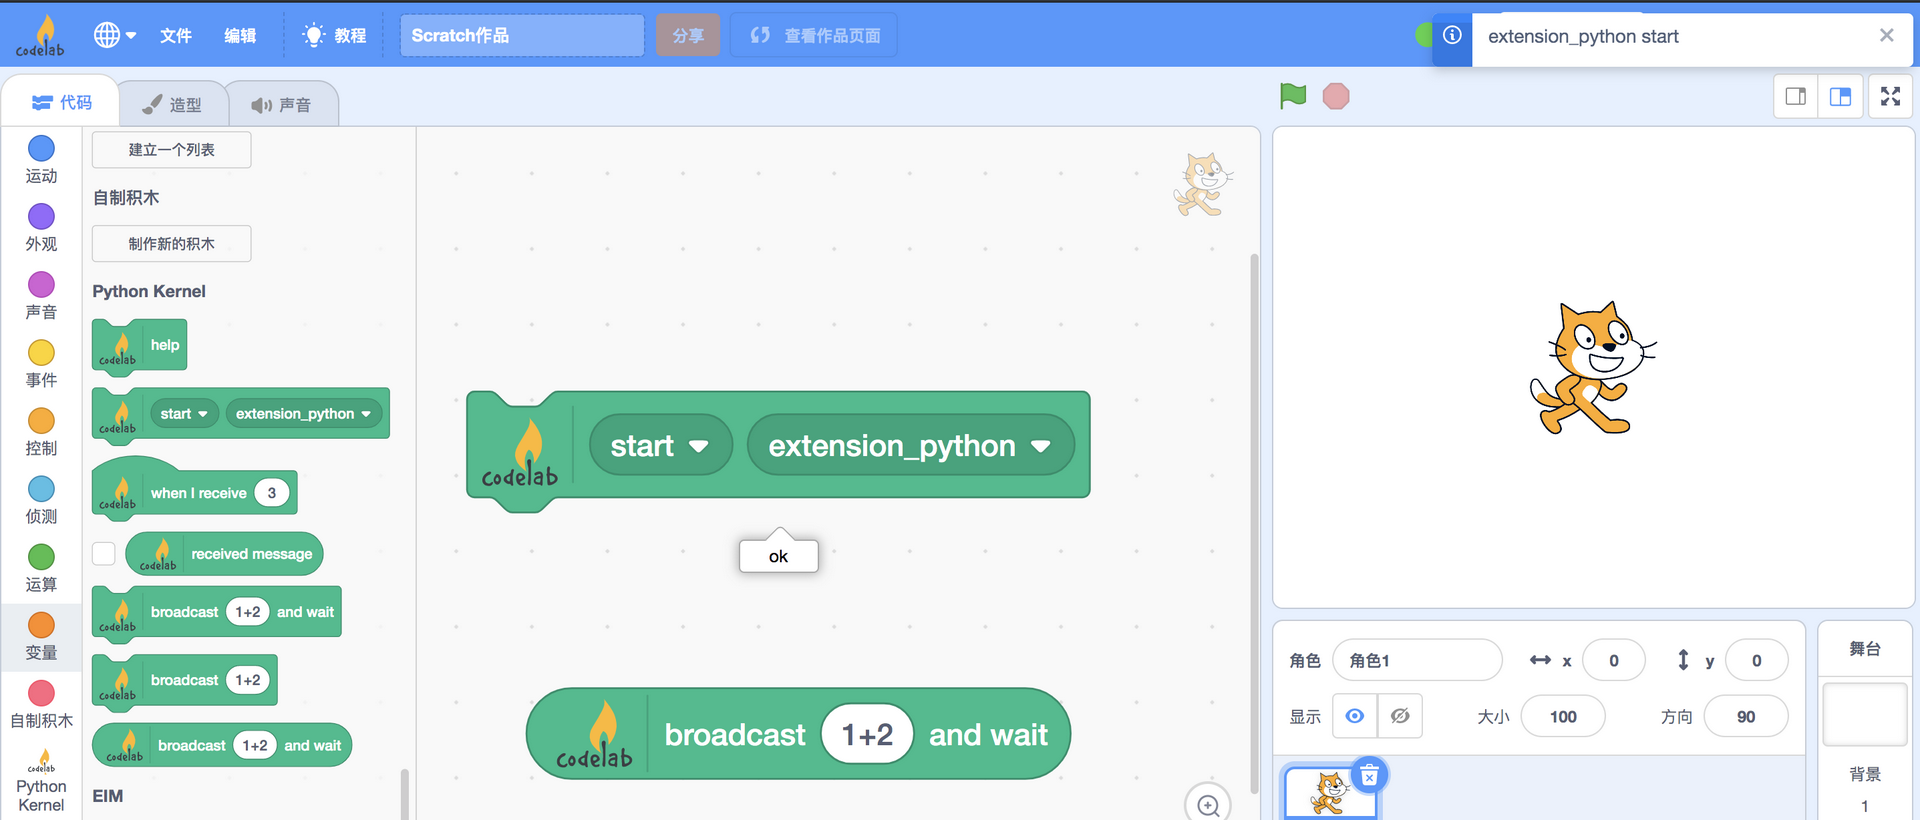 codelab
文件
编辑
教程
Scratch作品
分享
查看作品页面
extension_python start
代码
造型
声音
运动
外观
声音
事件
控制
侦测
运算
变量
自制积木
codelab
Python
Kernel
建立一个列表
自制积木
制作新的积木
Python Kernel
codelab help
codelab start extension_python
codelab when I receive 3
codelab received message
codelab broadcast 1+2 and wait
codelab broadcast 1+2
codelab broadcast 1+2 and wait
EIM
codelab start extension_python
ok
codelab broadcast 1+2 and wait
角色 角色1 x 0 y 0
显示 大小 100 方向 90
舞台
背景
1